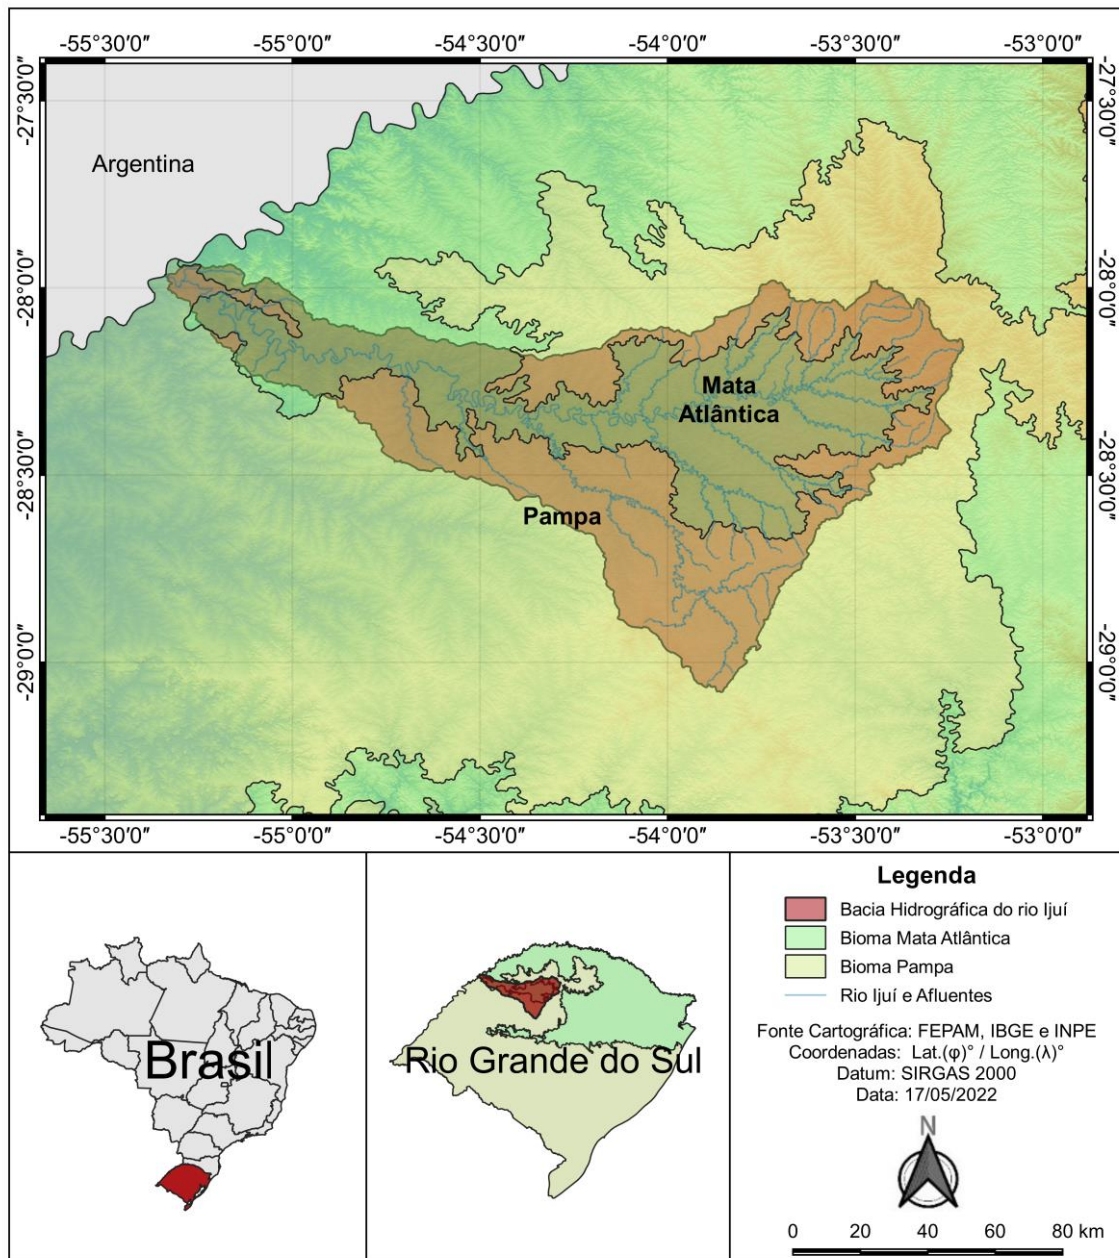 -55°30′0″ -55°0′0″ -54°30′0″ -54°0′0″ -53°30′0″ -53°0′0″
-27°30′0″ -27°30′0″
Argentina
-28°0′0″ -28°0′0″
Mata
Atlântica
-28°30′0″ -28°30′0″
Pampa
-29°0′0″ -29°0′0″
-55°30′0″ -55°0′0″ -54°30′0″ -54°0′0″ -53°30′0″ -53°0′0″
Brasil
Rio Grande do Sul
Legenda
Bacia Hidrográfica do rio Ijuí
Bioma Mata Atlântica
Bioma Pampa
Rio Ijuí e Afluentes
Fonte Cartográfica: FEPAM, IBGE e INPE
Coordenadas: Lat.(φ)° / Long.(λ)°
Datum: SIRGAS 2000
Data: 17/05/2022
N
0 20 40 60 80 km